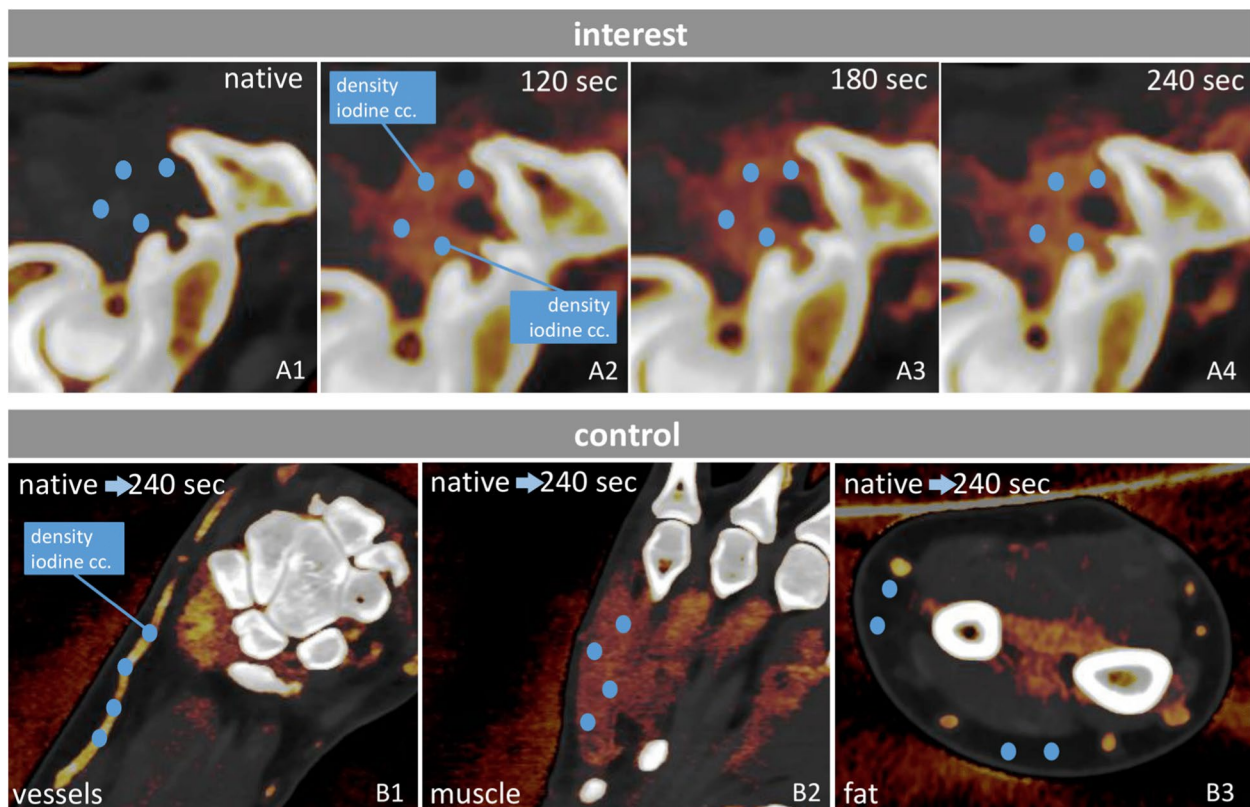 interest
native
density
iodine cc.
120 sec
180 sec
240 sec
density
iodine cc.
A1
A2
A3
A4
control
native 240 sec
native 240 sec
native 240 sec
density
iodine cc.
vessels
B1
muscle
B2
fat
B3